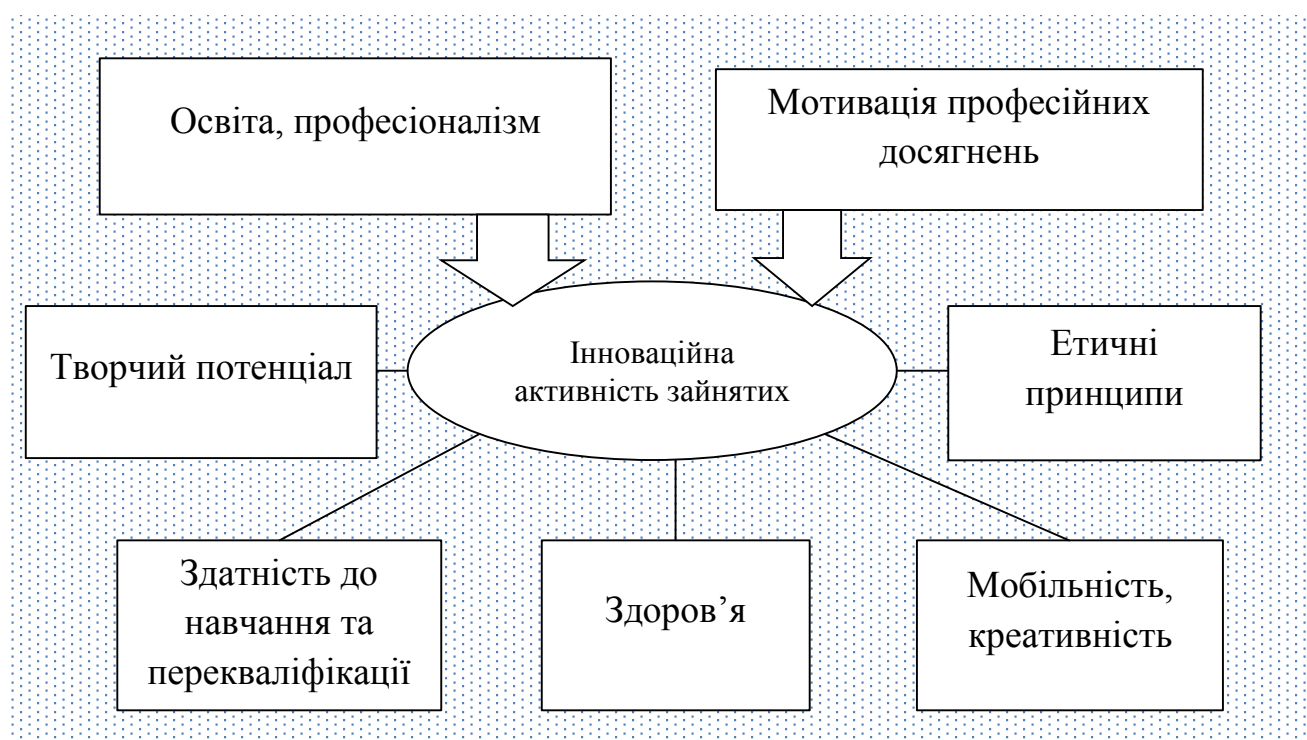 Освіта, професіоналізм
Мотивація професійних
досягнень
Творчий потенціал
Інноваційна
активність зайнятих
Етичні
принципи
Здатність до
навчання та
перекваліфікації
Здоров’я
Мобільність,
креативність